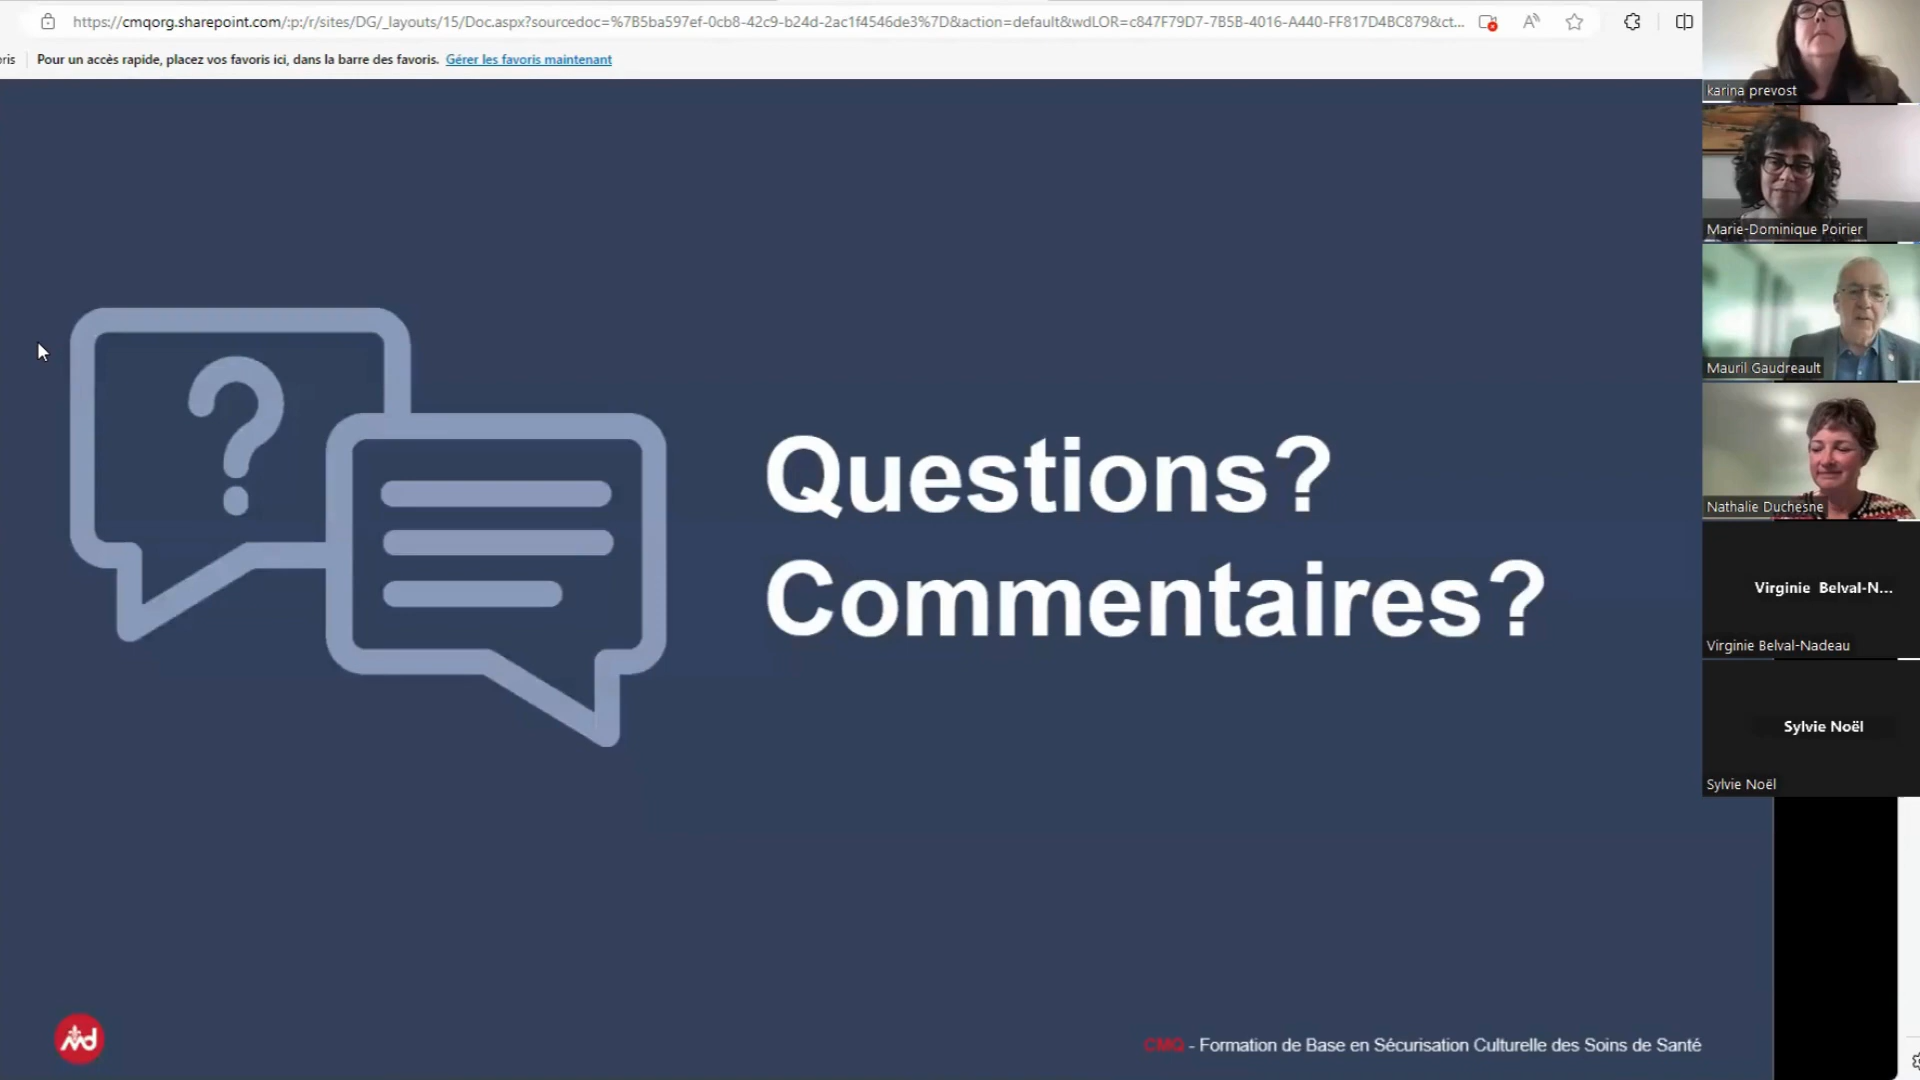 https://cmqorg.sharepoint.com/:p:/r/sites/DG/_layouts/15/Doc.aspx?sourcedoc=%7B5ba597ef-0cb8-42c9-b24d-2ac1f4546de3%7D&action=default&wdLOR=c847F79D7-7B5B-4016-A440-FF817D4BC879&ct...
Pour un accès rapide, placez vos favoris ici, dans la barre des favoris. Gérer les favoris maintenant
karina prevost
Marie-Dominique Poirier
Mauril Gaudreault
Nathalie Duchesne
Virginie Belval-N...
Virginie Belval-Nadeau
Sylvie Noël
Sylvie Noël
?
Questions?
Commentaires?
CMQ - Formation de Base en Sécurisation Culturelle des Soins de Santé